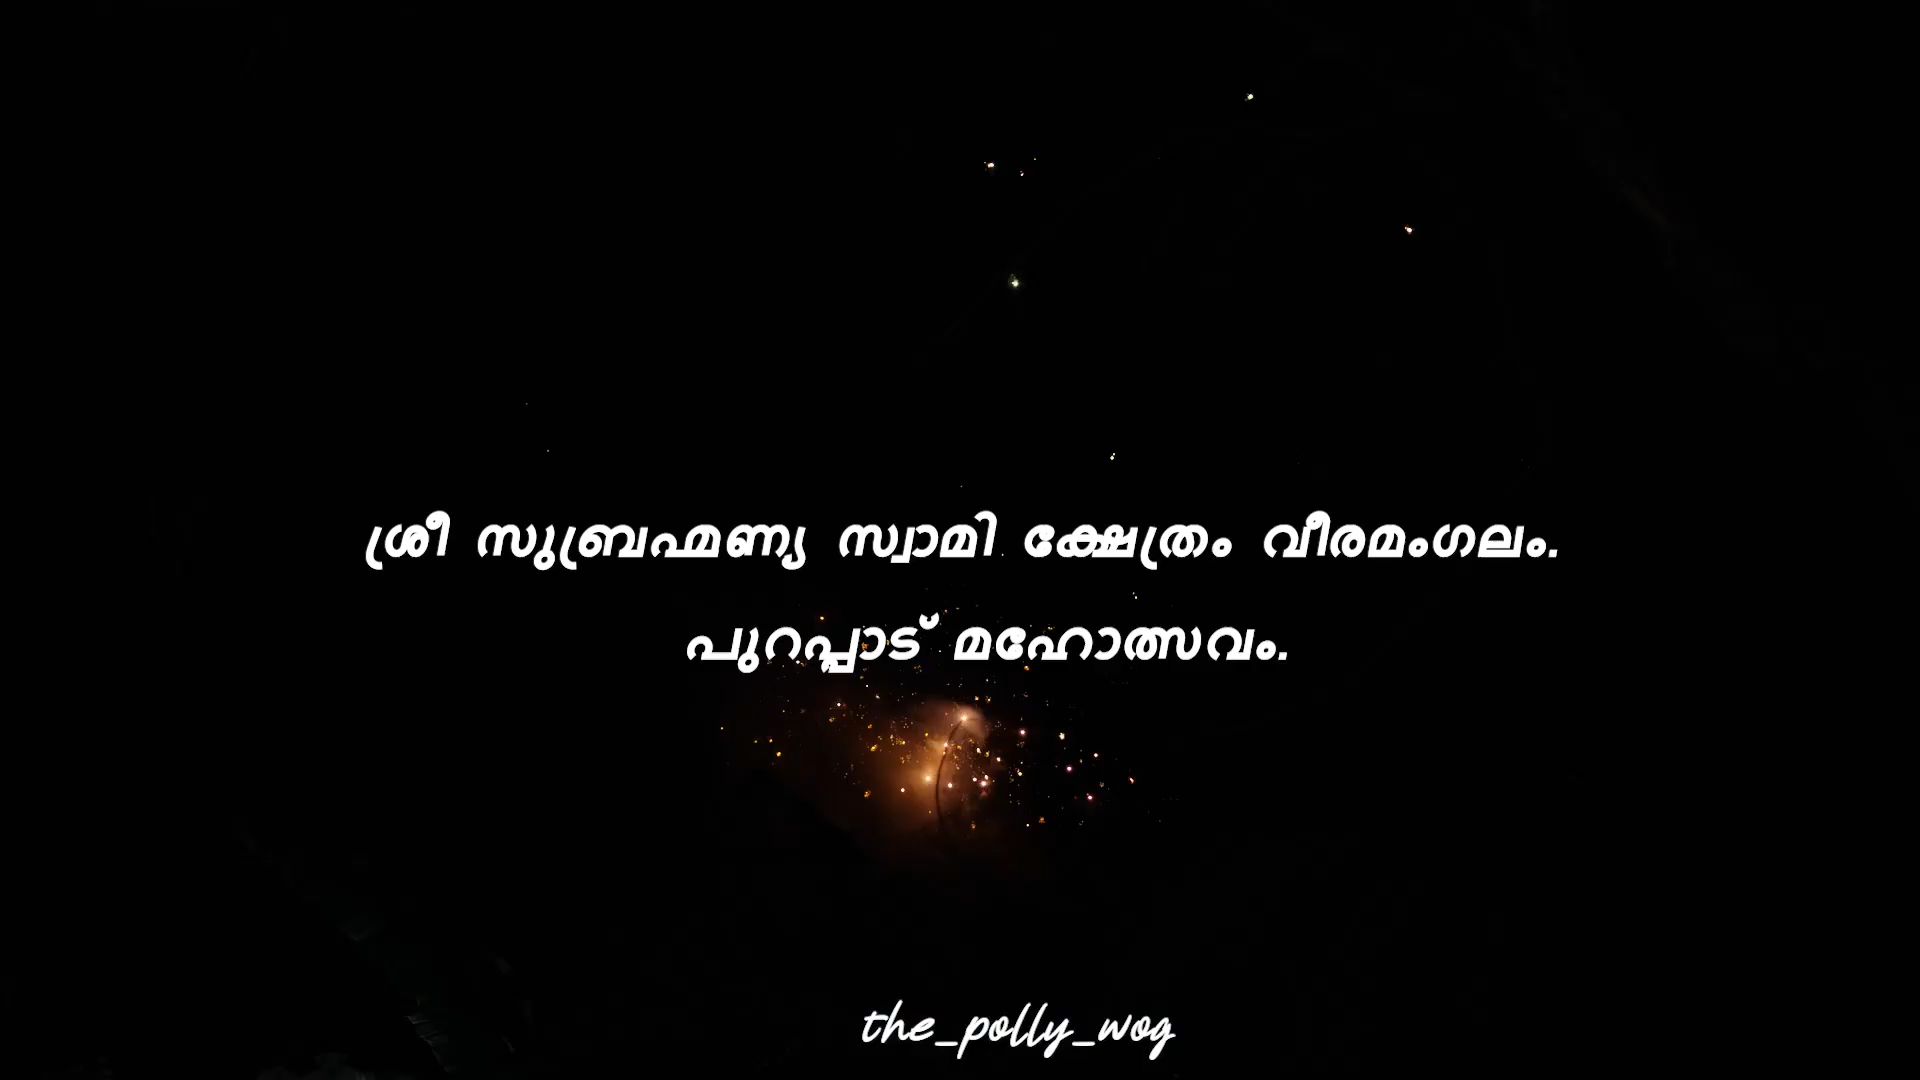 ശ്രീ സുബ്രഹ്മണ്യ സ്വാമി ക്ഷേത്രം വീരമംഗലം.
പുറപ്പാട് മഹോത്സവം.
the_polly_wog